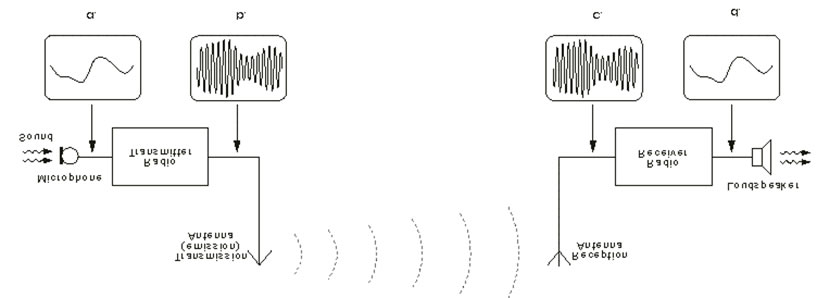 Transmission
(emission)
Antenna
Reception
Antenna
Microphone
Sound
Radio
Transmitter
Radio
Receiver
Loudspeaker
a.
b.
c.
d.